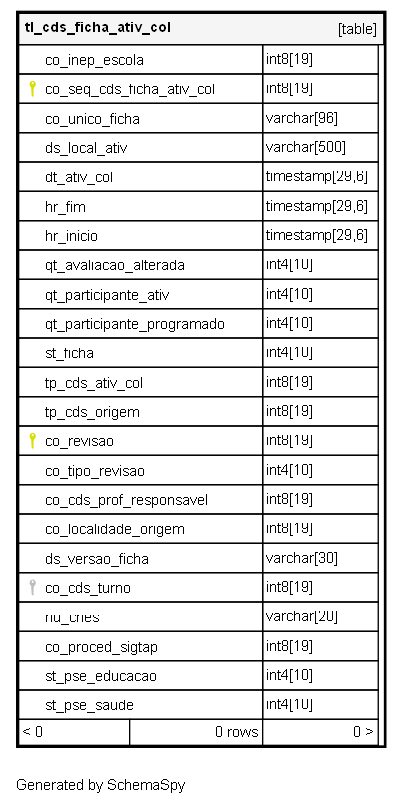 tl_cds_ficha_ativ_col [table]
co_inep_escola int8[19]
co_seq_cds_ficha_ativ_col int8[19]
co_unico_ficha varchar[96]
ds_local_ativ varchar[500]
dt_ativ_col timestamp[29,6]
hr_fim timestamp[29,6]
hr_inicio timestamp[29,6]
qt_avaliacao_alterada int4[10]
qt_participante_ativ int4[10]
qt_participante_programado int4[10]
st_ficha int4[10]
tp_cds_ativ_col int8[19]
tp_cds_origem int8[19]
co_revisao int8[19]
co_tipo_revisao int4[10]
co_cds_prof_responsavel int8[19]
co_localidade_origem int8[19]
ds_versao_ficha varchar[30]
co_cds_turno int8[19]
nu_cnes varchar[20]
co_proced_sigtap int8[19]
st_pse_educacao int4[10]
st_pse_saude int4[10]
< 0 0 rows 0 >
Generated by SchemaSpy